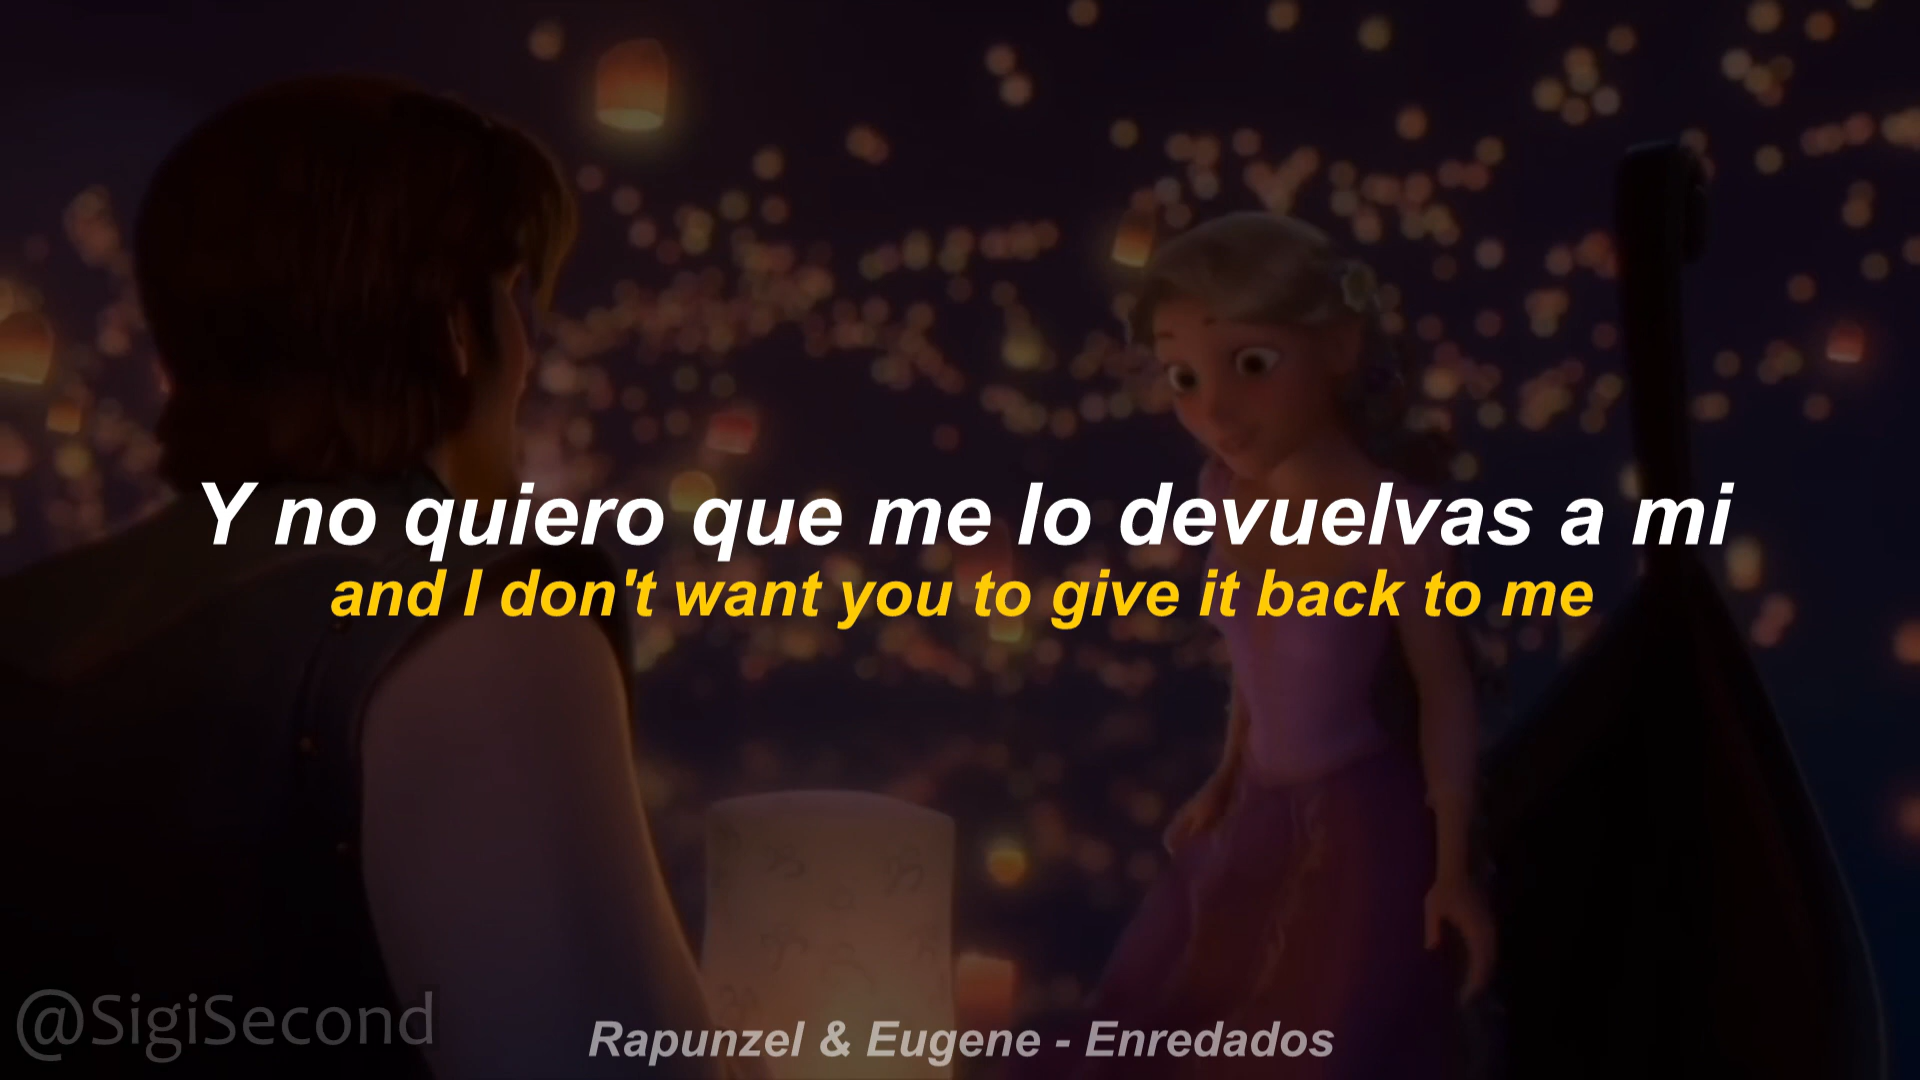 Y no quiero que me lo devuelvas a mi
and I don't want you to give it back to me
@SigiSecond
Rapunzel & Eugene - Enredados